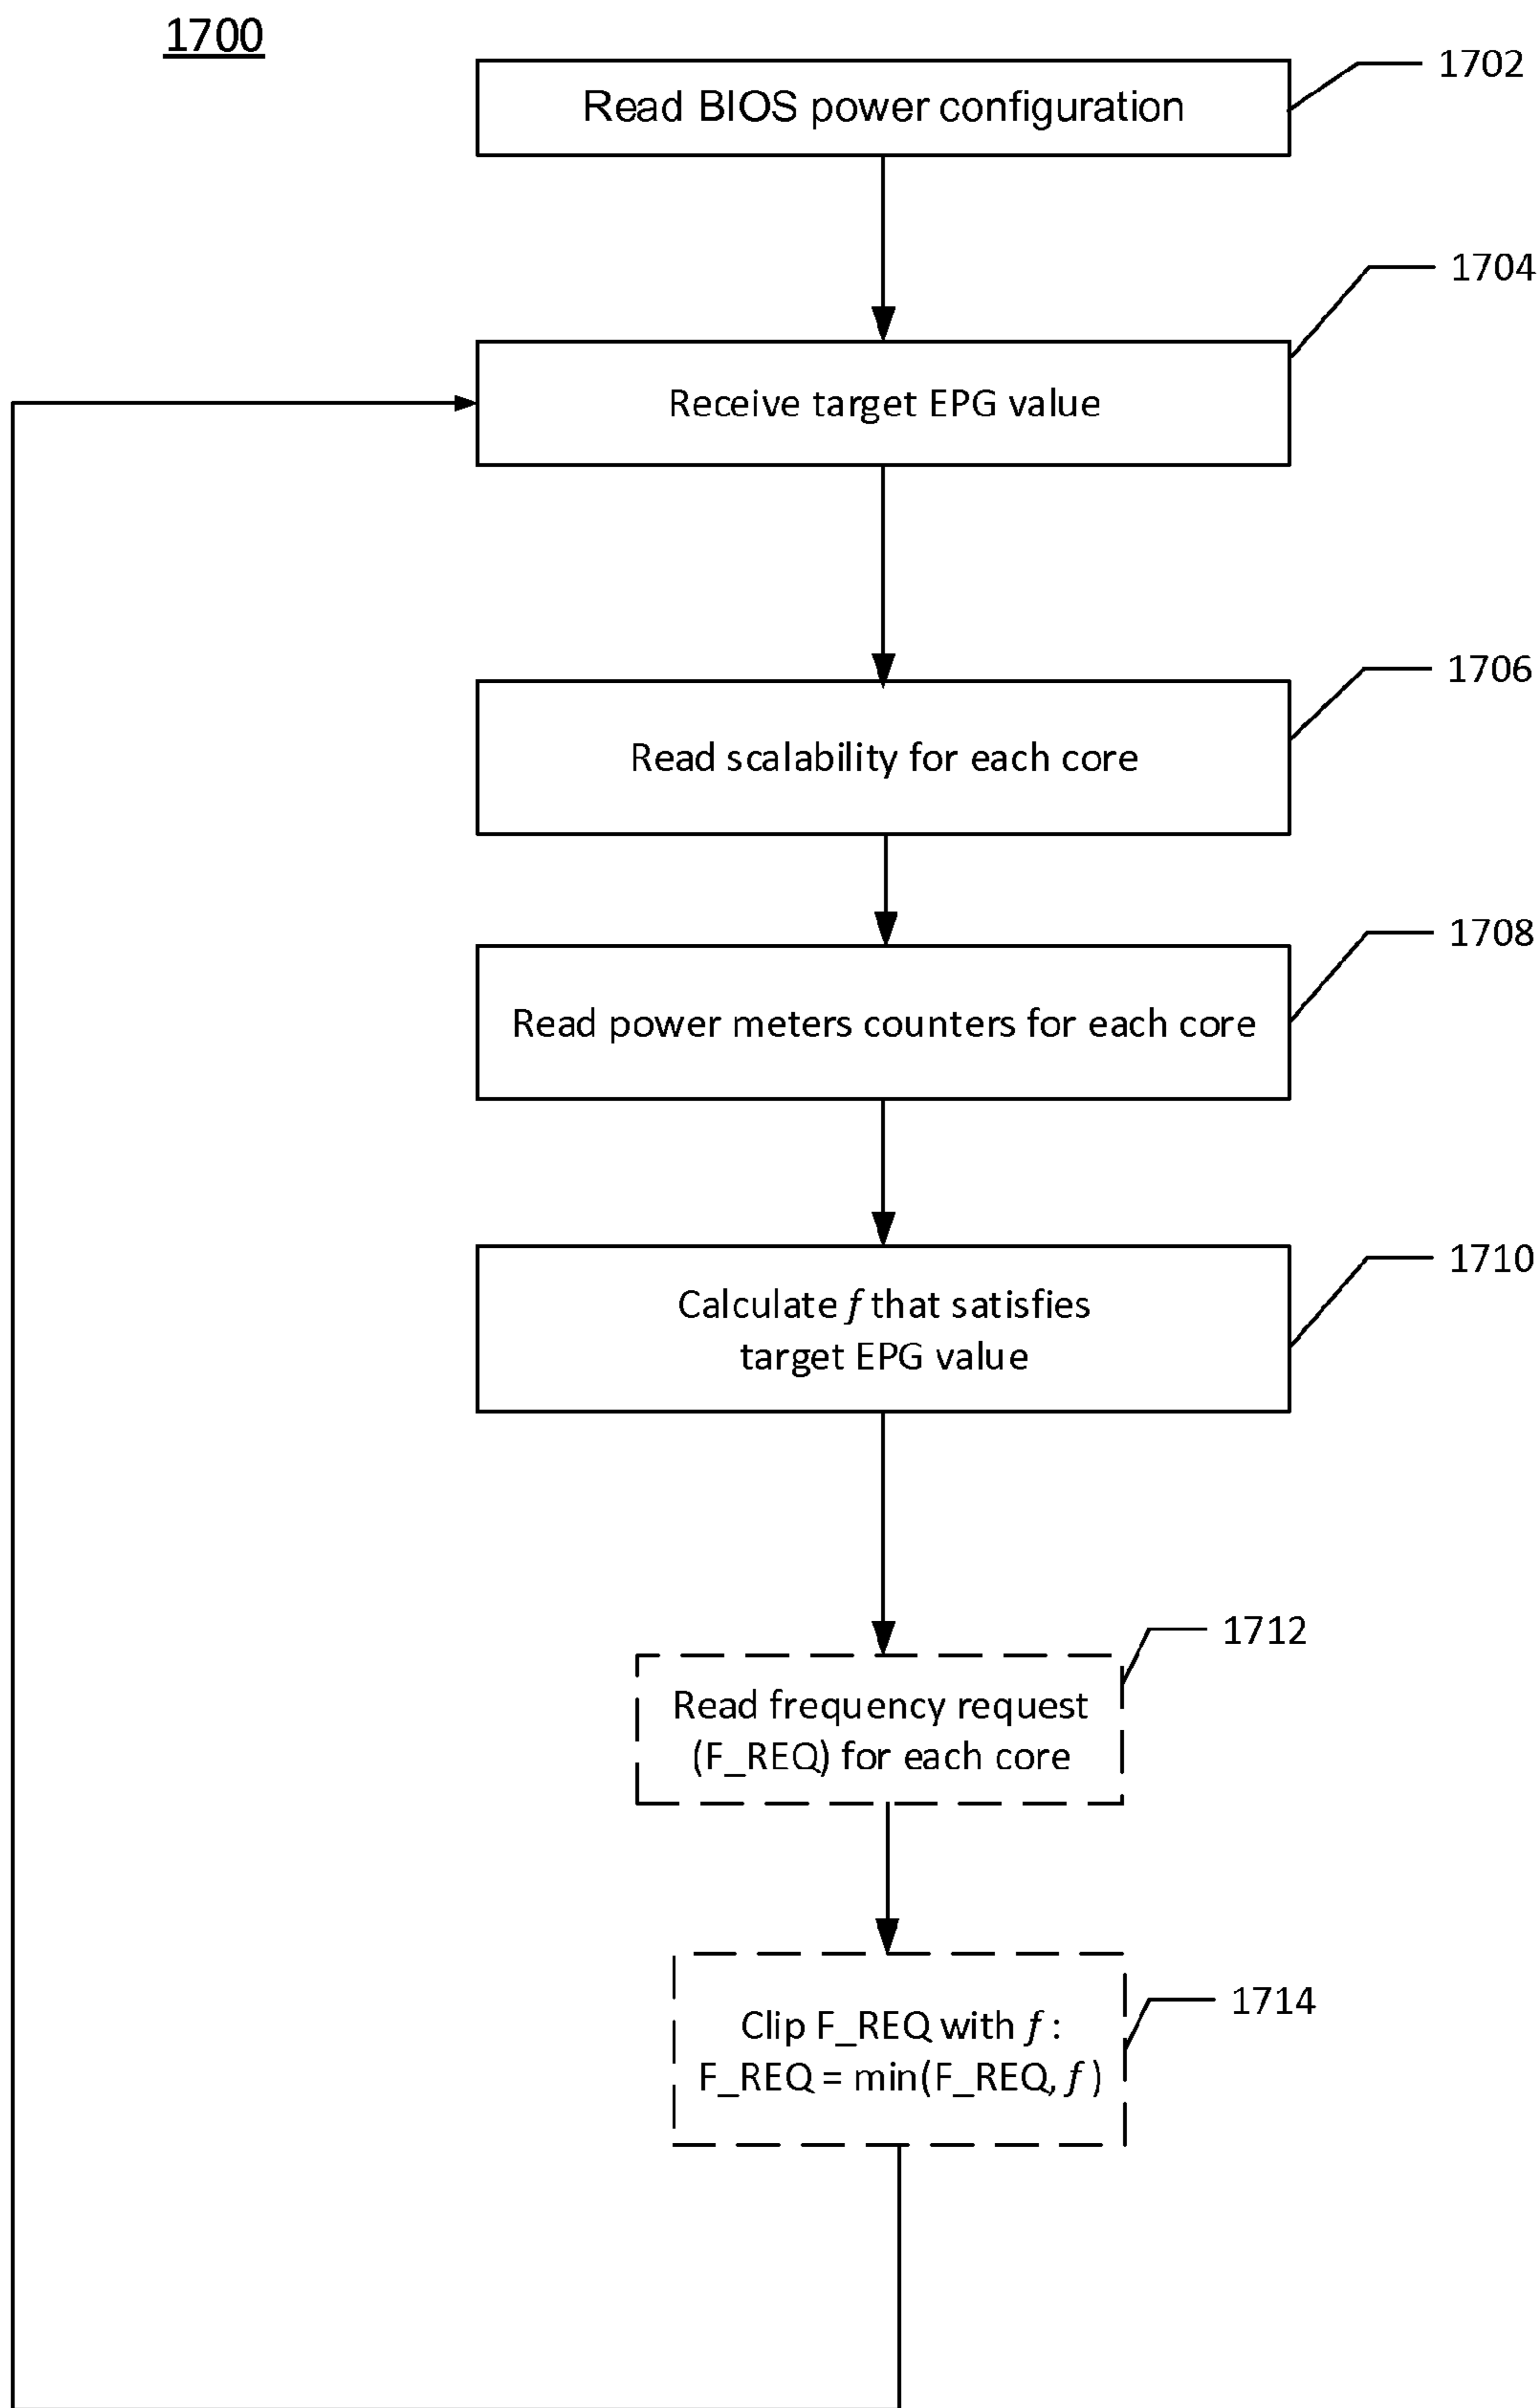 1700
1702
Read BIOS power configuration
1704
Receive target EPG value
1706
Read scalability for each core
1708
Read power meters counters for each core
1710
Calculate f that satisfies
target EPG value
1712
Read frequency request
(F_REQ) for each core
1714
Clip F_REQ with f :
F_REQ = min(F_REQ, f )